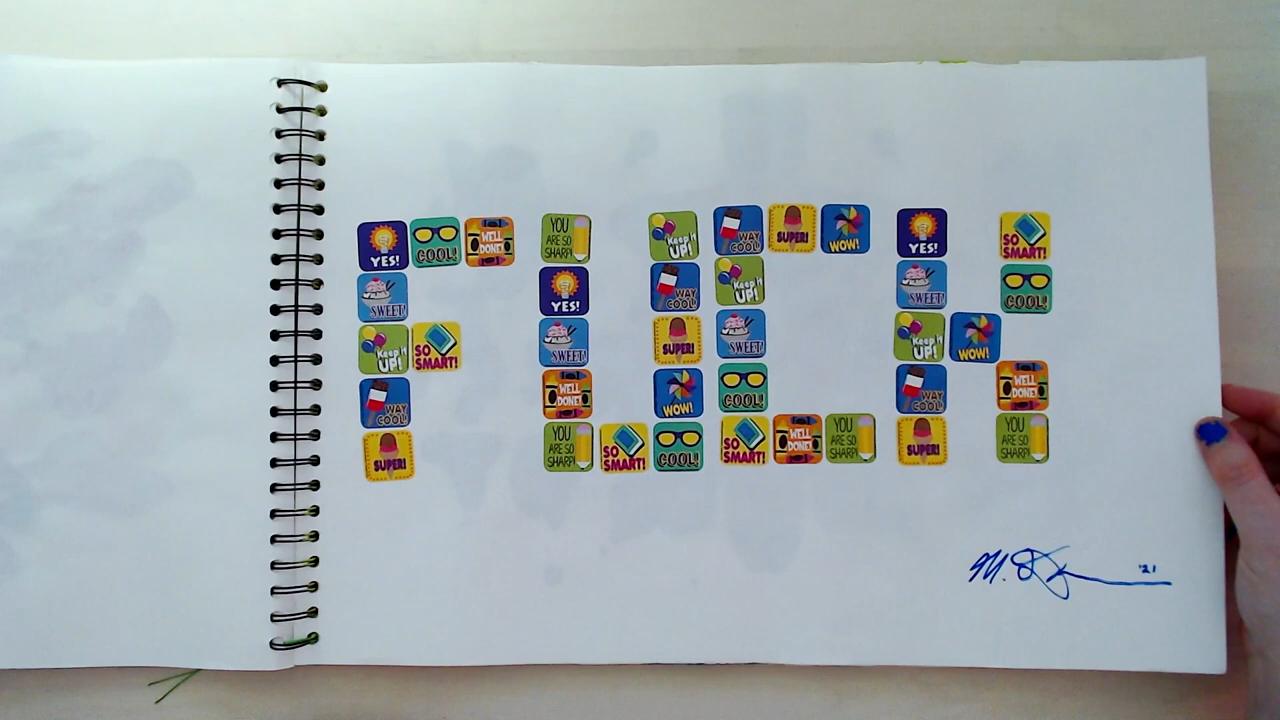 FUCK
YES! COOL! WELL DONE! YOU ARE SO SHARP! Keep it UP! WAY COOL! SUPER! WOW! YES! SO SMART!
SWEET! YES! WAY COOL! Keep it UP! SWEET! COOL!
Keep it UP! SO SMART! SWEET! SUPER! SWEET! Keep it UP! WOW!
WAY COOL! WELL DONE! WOW! COOL! WAY COOL! WELL DONE!
SUPER! YOU ARE SO SHARP! SO SMART! COOL! SO SMART! WELL DONE! YOU ARE SO SHARP! SUPER! YOU ARE SO SHARP!
M. '21